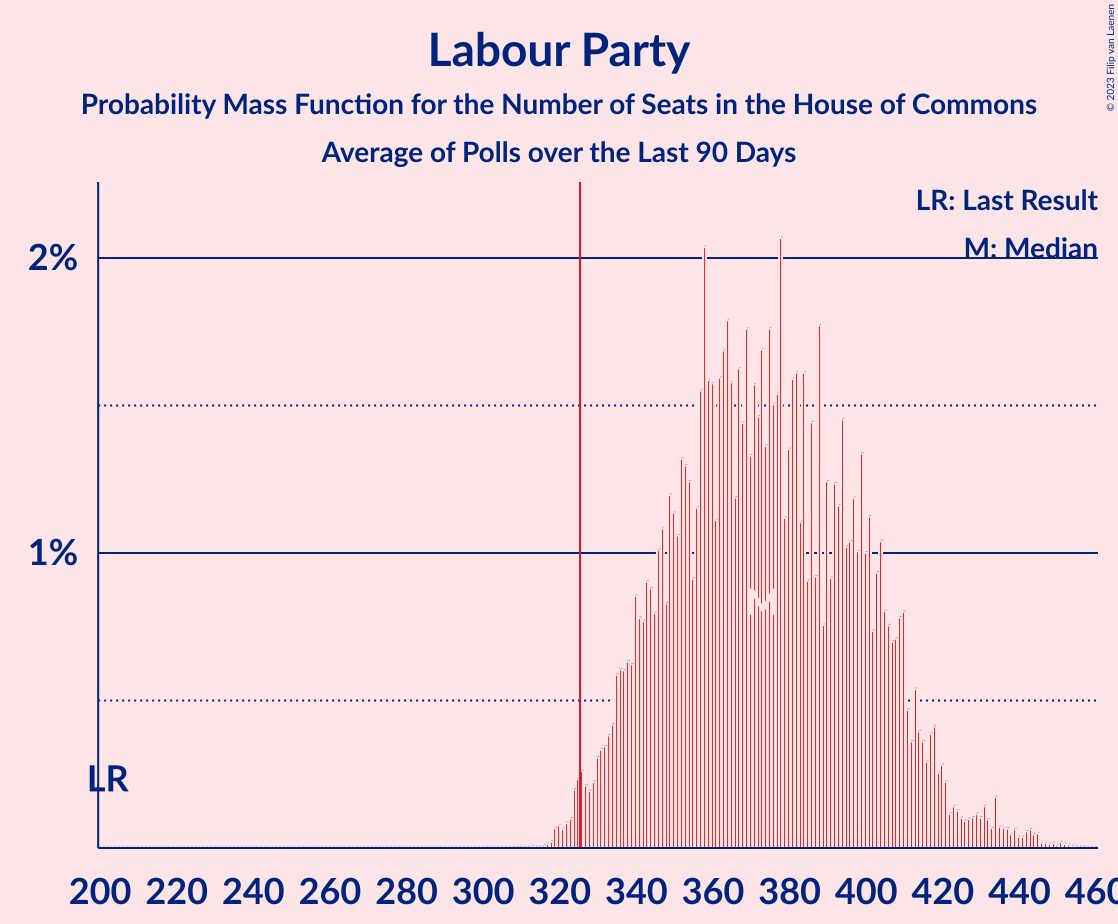 Labour Party
Probability Mass Function for the Number of Seats in the House of Commons
Average of Polls over the Last 90 Days
© 2023 Filip van Laenen
LR: Last Result
M: Median
2%
1%
M
LR
200 220 240 260 280 300 320 340 360 380 400 420 440 460